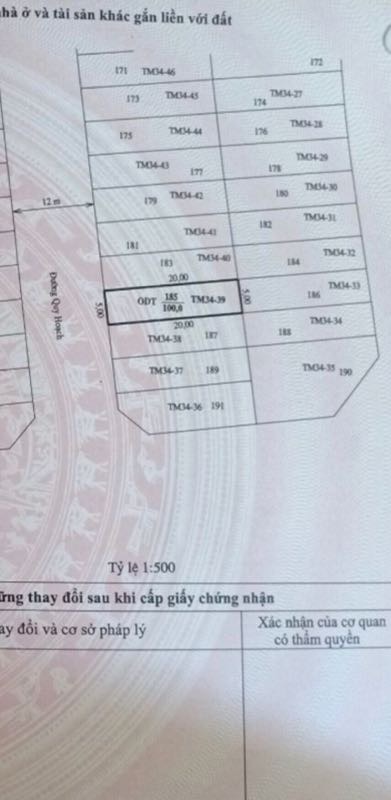 nhà ở và tài sản khác gắn liền với đất
172
171 TM34-46
173 TM34-45
174 TM34-27
175 TM34-44
176 TM34-28
TM34-43 177
178 TM34-29
179 TM34-42
180 TM34-30
12 m
181 TM34-41
182 TM34-31
183 TM34-40
184 TM34-32
20,00
Đường Quy Hoạch
5,00
ODT 185 TM34-39
100,0
5,00
186 TM34-33
20,00
TM34-38 187
188 TM34-34
TM34-37 189
TM34-35 190
TM34-36 191
Tỷ lệ 1:500
ững thay đổi sau khi cấp giấy chứng nhận
ay đổi và cơ sở pháp lý
Xác nhận của cơ quan
có thẩm quyền